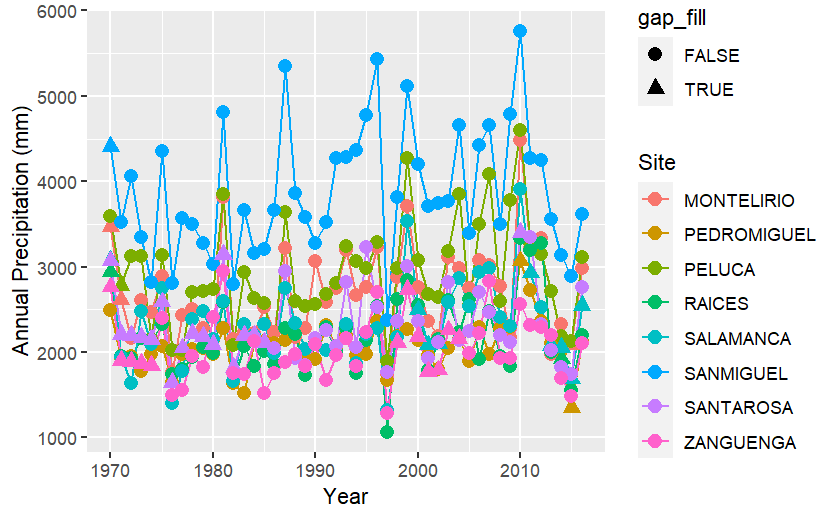 6000
5000
4000
3000
2000
1000
Annual Precipitation (mm)
1970
1980
1990
2000
2010
Year
gap_fill
FALSE
TRUE
Site
MONTELIRIO
PEDROMIGUEL
PELUCA
RAICES
SALAMANCA
SANMIGUEL
SANTAROSA
ZANGUENGA